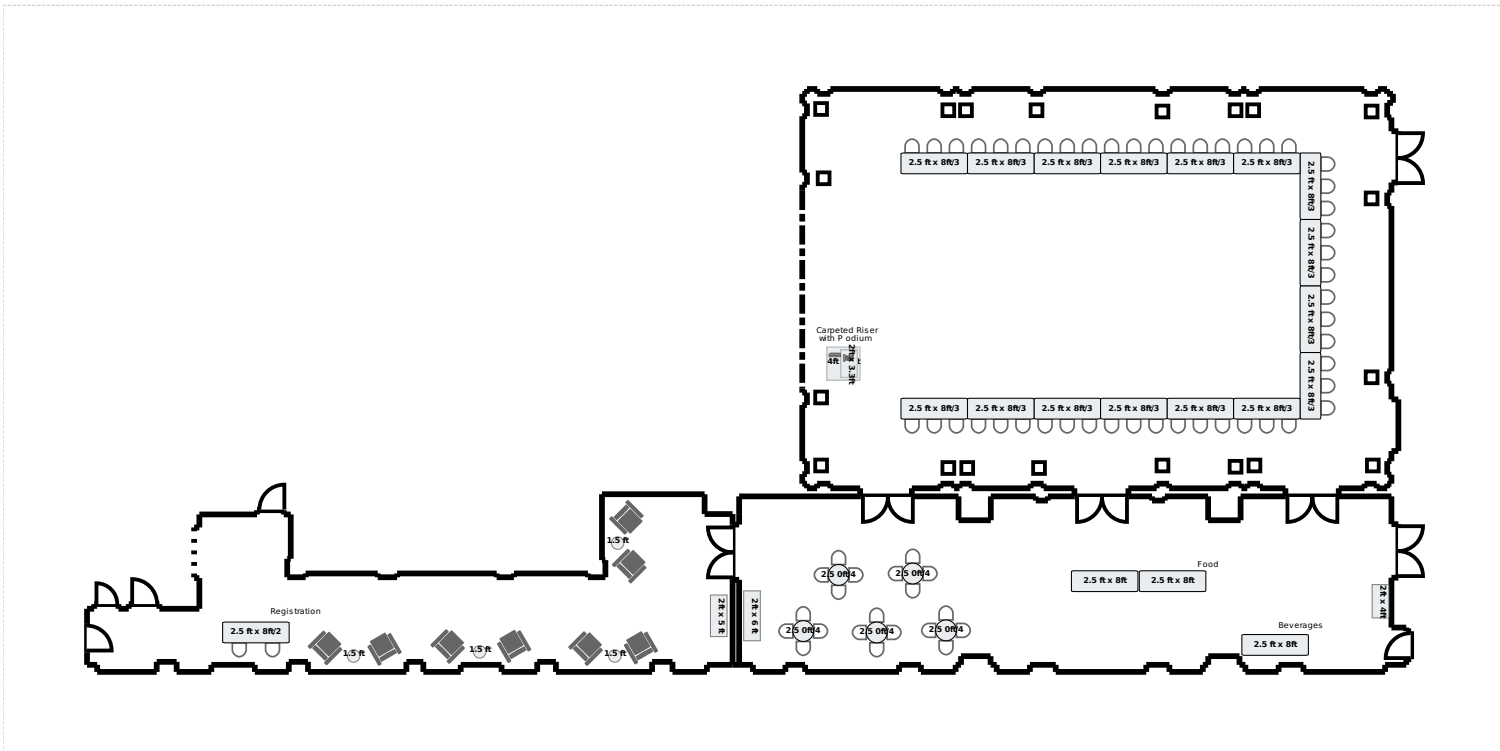 2.5 ft x 8ft/3 2.5 ft x 8ft/3 2.5 ft x 8ft/3 2.5 ft x 8ft/3 2.5 ft x 8ft/3 2.5 ft x 8ft/3
2.5 ft x 8ft/3
2.5 ft x 8ft/3
2.5 ft x 8ft/3
2.5 ft x 8ft/3
Carpeted Riser
with P odium
4ft
2ft x 3.3ft
2.5 ft x 8ft/3 2.5 ft x 8ft/3 2.5 ft x 8ft/3 2.5 ft x 8ft/3 2.5 ft x 8ft/3 2.5 ft x 8ft/3
1.5 ft
Registration
2.5 ft x 8ft/2
1.5 ft
1.5 ft
1.5 ft
2ft x 5 ft
2ft x 6 ft
2.5 0ft/4
2.5 0ft/4
2.5 0ft/4
2.5 0ft/4
2.5 0ft/4
Food
2.5 ft x 8ft 2.5 ft x 8ft
2ft x 4ft
Beverages
2.5 ft x 8ft